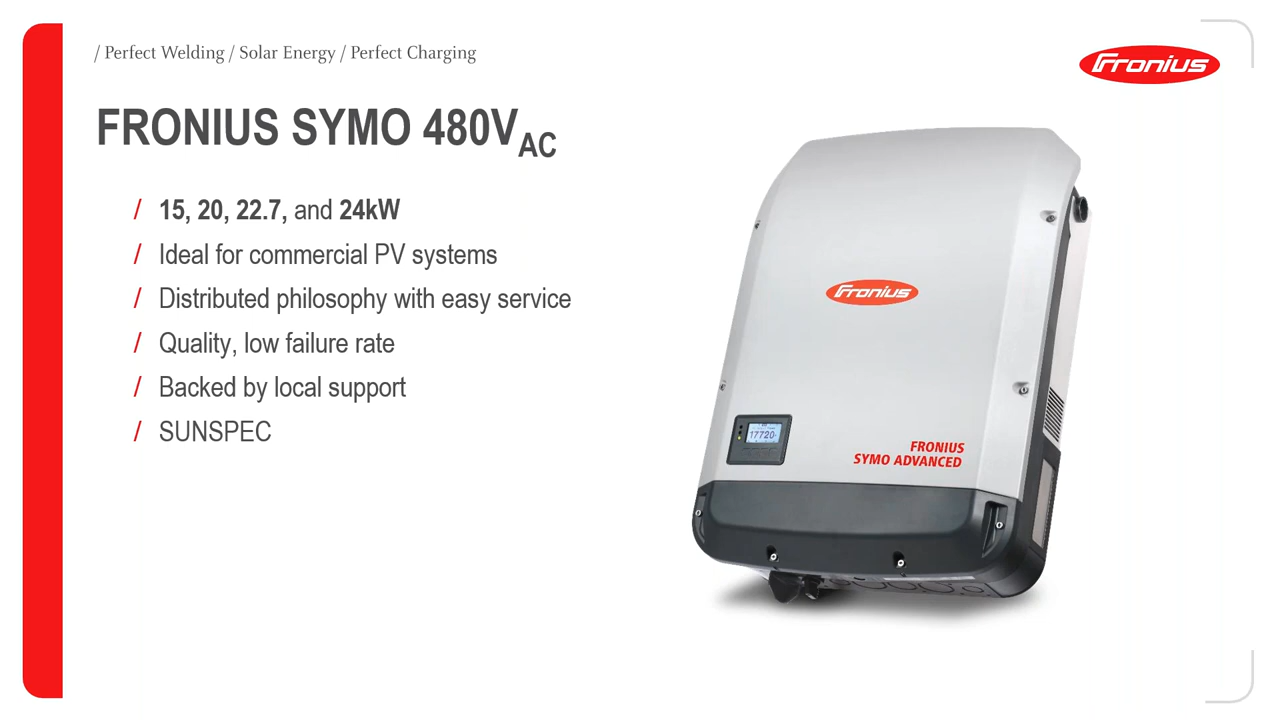 / Perfect Welding / Solar Energy / Perfect Charging
Fronius
FRONIUS SYMO 480VAC
/ 15, 20, 22.7, and 24kW
/ Ideal for commercial PV systems
/ Distributed philosophy with easy service
/ Quality, low failure rate
/ Backed by local support
/ SUNSPEC
Fronius
17720
FRONIUS
SYMO ADVANCED